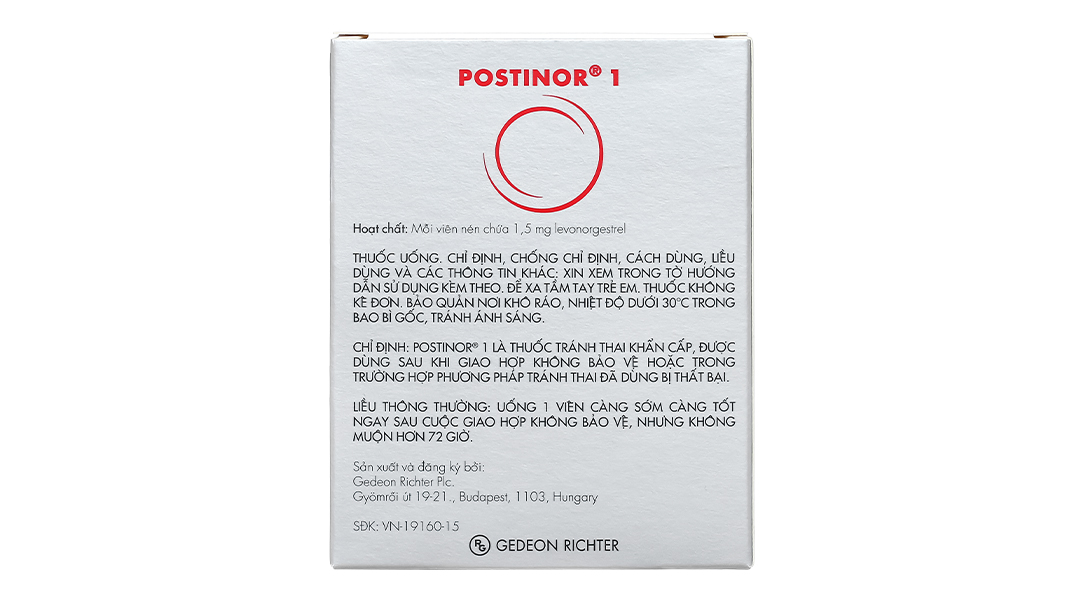 POSTINOR® 1
Hoạt chất: Mỗi viên nén chứa 1,5 mg levonorgestrel
THUỐC UỐNG. CHỈ ĐỊNH, CHỐNG CHỈ ĐỊNH, CÁCH DÙNG, LIỀU
DÙNG VÀ CÁC THÔNG TIN KHÁC: XIN XEM TRONG TỜ HƯỚNG
DẪN SỬ DỤNG KÈM THEO. ĐỂ XA TẦM TAY TRẺ EM. THUỐC KHÔNG
KÊ ĐƠN. BẢO QUẢN NƠI KHÔ RÁO, NHIỆT ĐỘ DƯỚI 30°C TRONG
BAO BÌ GỐC, TRÁNH ÁNH SÁNG.
CHỈ ĐỊNH: POSTINOR® 1 LÀ THUỐC TRÁNH THAI KHẨN CẤP, ĐƯỢC
DÙNG SAU KHI GIAO HỢP KHÔNG BẢO VỆ HOẶC TRONG
TRƯỜNG HỢP PHƯƠNG PHÁP TRÁNH THAI ĐÃ DÙNG BỊ THẤT BẠI.
LIỀU THÔNG THƯỜNG: UỐNG 1 VIÊN CÀNG SỚM CÀNG TỐT
NGAY SAU CUỘC GIAO HỢP KHÔNG BẢO VỆ, NHƯNG KHÔNG
MUỘN HƠN 72 GIỜ.
Sản xuất và đăng ký bởi:
Gedeon Richter Plc.
Gyömrői út 19-21., Budapest, 1103, Hungary
SĐK: VN-19160-15
RG GEDEON RICHTER